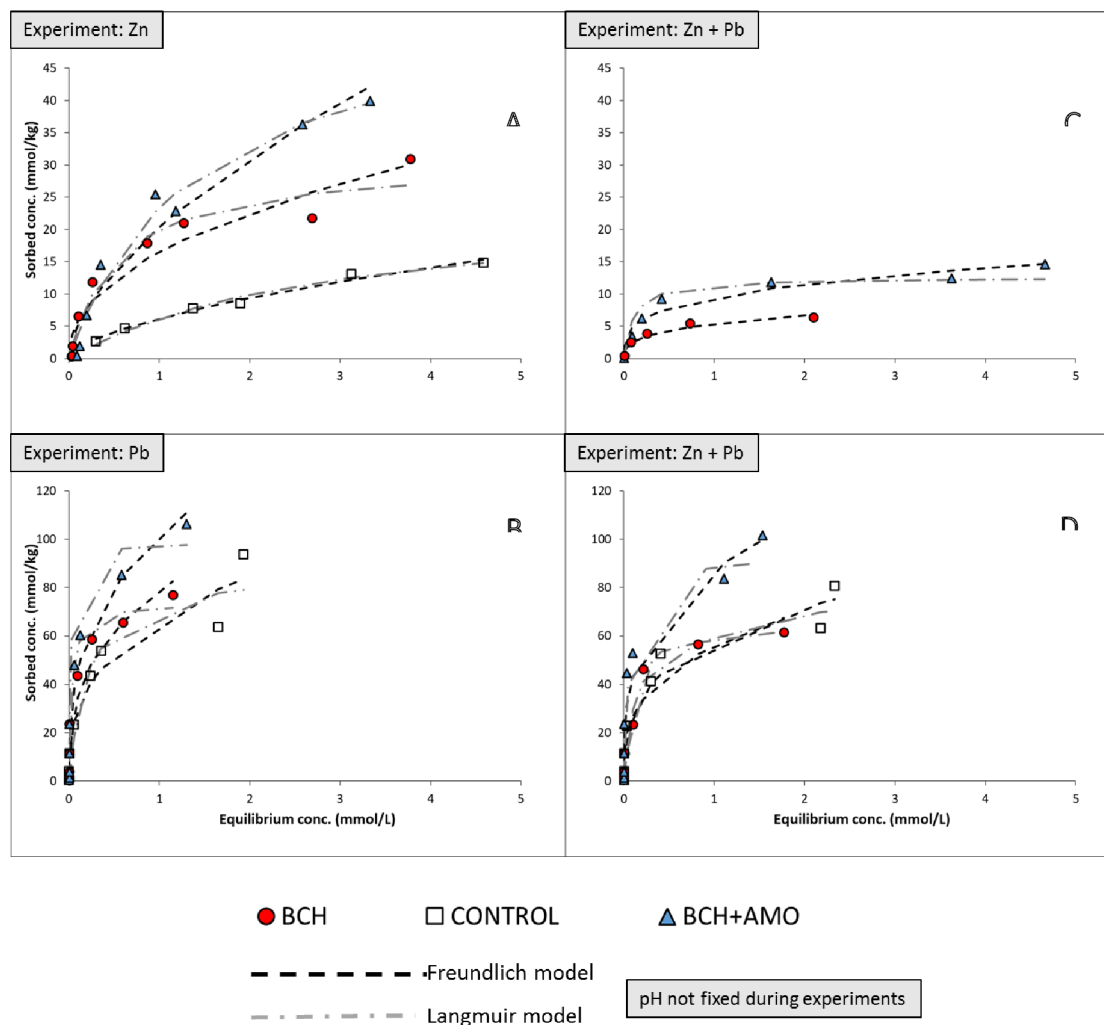 Experiment: Zn
Experiment: Zn + Pb
Sorbed conc. (mmol/kg)
45
40
35
30
25
20
15
10
5
0
0 1 2 3 4 5
A
45
40
35
30
25
20
15
10
5
0
0 1 2 3 4 5
C
Experiment: Pb
Experiment: Zn + Pb
Sorbed conc. (mmol/kg)
120
100
80
60
40
20
0
0 1 2 3 4 5
Equilibrium conc. (mmol/L)
B
120
100
80
60
40
20
0
0 1 2 3 4 5
Equilibrium conc. (mmol/L)
D
BCH CONTROL BCH+AMO
Freundlich model
Langmuir model
pH not fixed during experiments